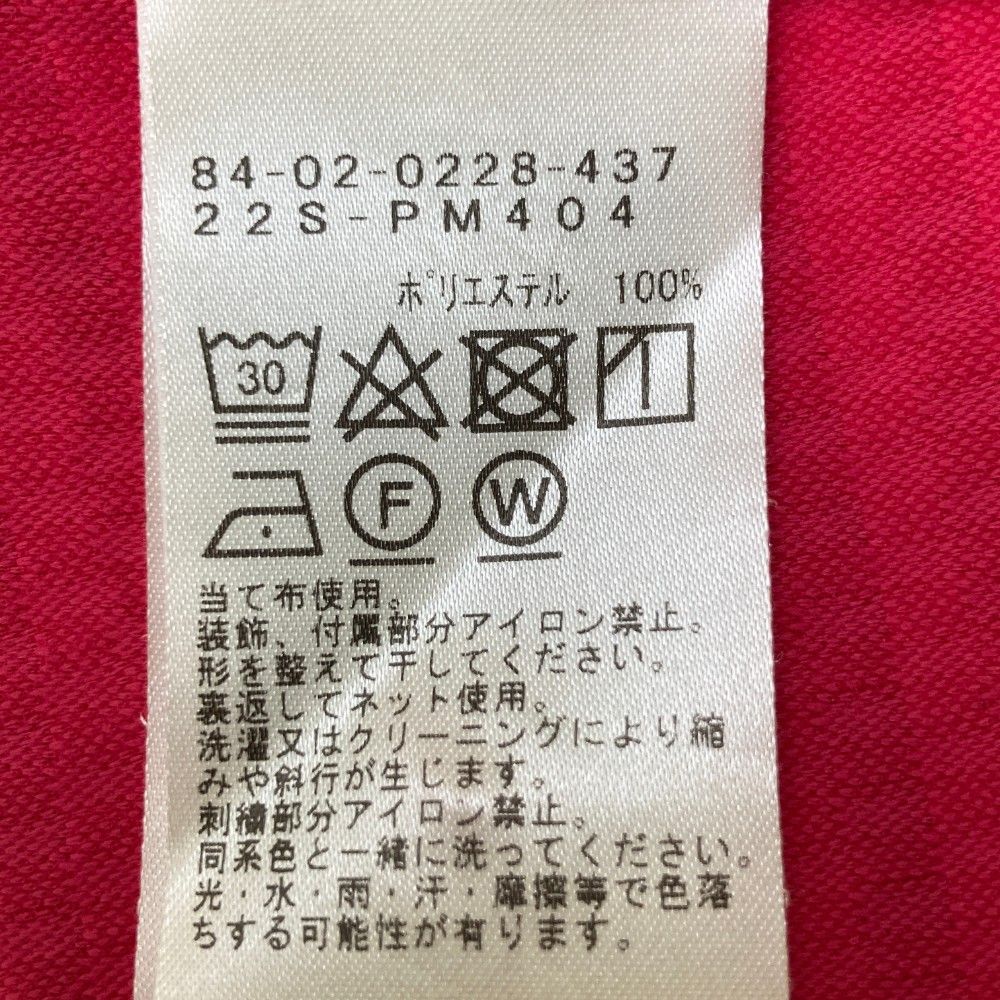 84-02-0228-437
22S-PM404
ポリエステル 100%
30
F W
当て布使用。
装飾、付属部分アイロン禁止。
形を整えて干してください。
裏返してネット使用。
洗濯又はクリーニングにより縮
みや斜行が生じます。
刺繍部分アイロン禁止。
同系色と一緒に洗ってください。
光・水・雨・汗・摩擦等で色落
ちする可能性が有ります。